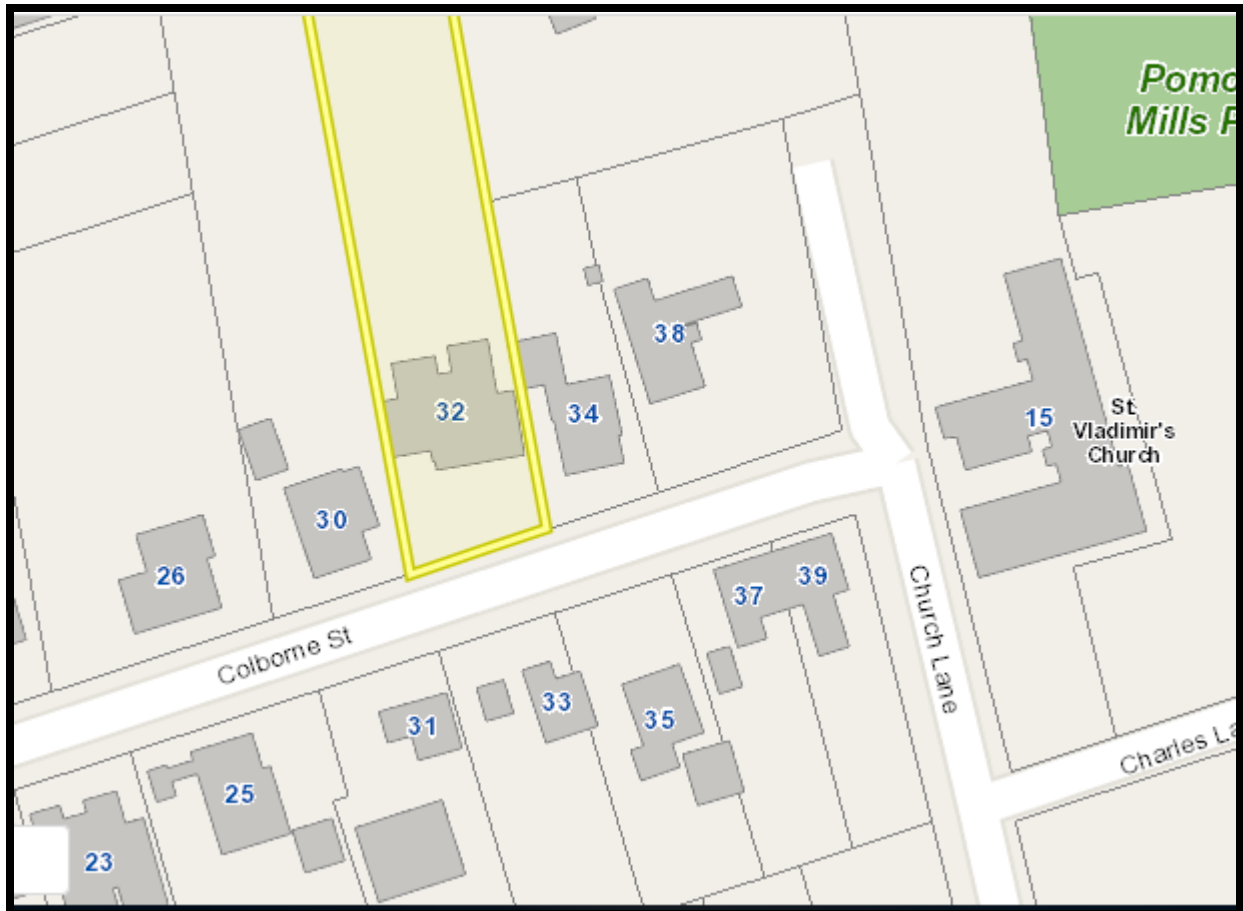 Pomo
Mills P
38
32
34
15
St.
Vladimir's
Church
30
26
Colborne St
37
39
Church Lane
31
33
35
25
Charles La
23